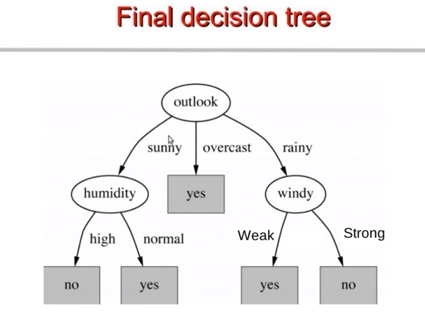 Final decision tree
outlook
sunny overcast rainy
humidity yes windy
high normal Weak Strong
no yes yes no